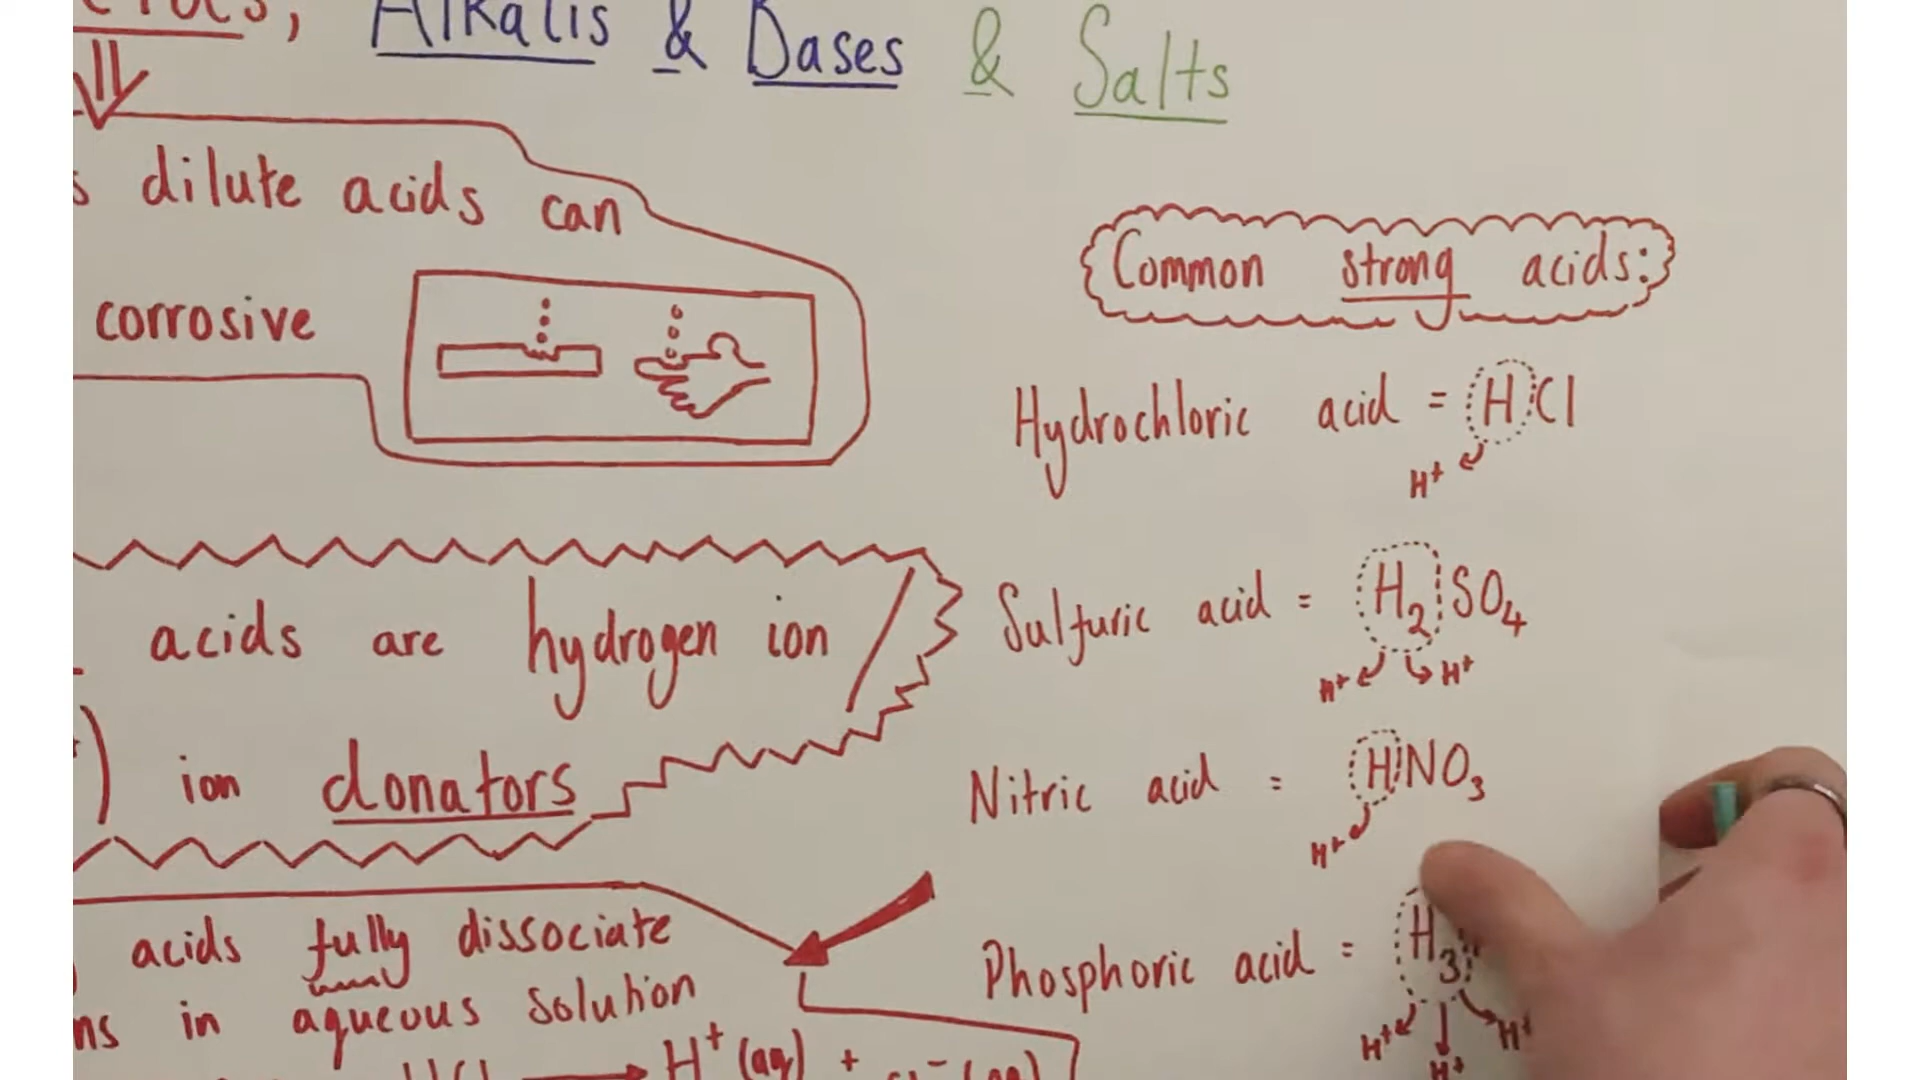 Alkalis & Bases & Salts
dilute acids can
corrosive
acids are hydrogen ion /
) ion donators
acids fully dissociate
in aqueous solution
HCl → H⁺ (aq) +
Common strong acids:
Hydrochloric acid = HCl
H⁺
Sulfuric acid = H₂SO₄
H⁺ H⁺
Nitric acid = HNO₃
H⁺
Phosphoric acid = H₃
H⁺ H⁺ H⁺